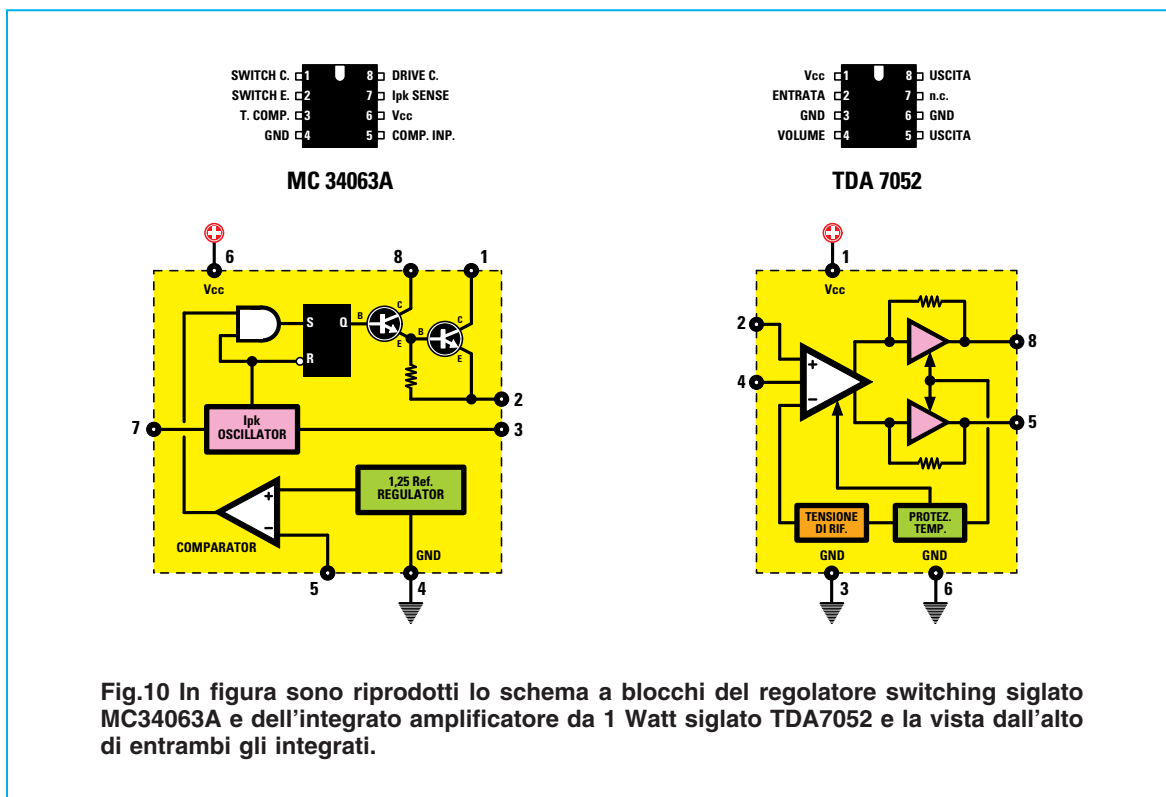 SWITCH C. 1 8 DRIVE C.
SWITCH E. 2 7 Ipk SENSE
T. COMP. 3 6 Vcc
GND 4 5 COMP. INP.
MC 34063A
Vcc 1 8 USCITA
ENTRATA 2 7 n.c.
GND 3 6 GND
VOLUME 4 5 USCITA
TDA 7052
6 8 1
Vcc
S Q B C
R E B C
E
2
7 Ipk 3
OSCILLATOR
1,25 Ref.
REGULATOR
+
−
COMPARATOR
GND
5 4
1
Vcc
2
+
4
−
8
5
TENSIONE
DI RIF.
PROTEZ.
TEMP.
GND GND
3 6
Fig.10 In figura sono riprodotti lo schema a blocchi del regolatore switching siglato
MC34063A e dell'integrato amplificatore da 1 Watt siglato TDA7052 e la vista dall'alto
di entrambi gli integrati.